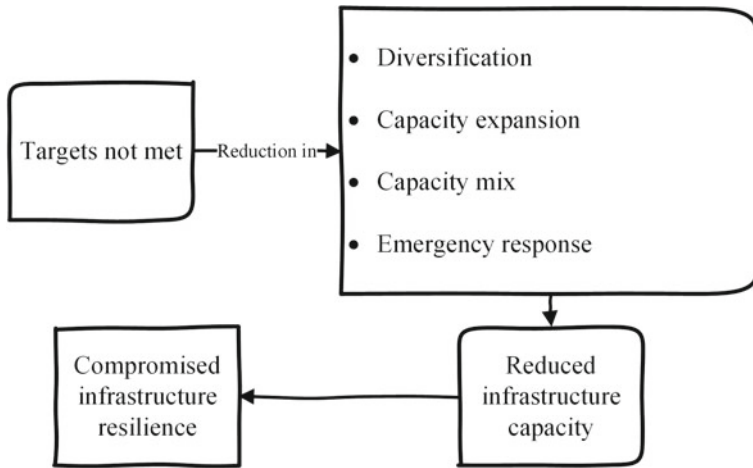 Targets not met
Reduction in
• Diversification
• Capacity expansion
• Capacity mix
• Emergency response
Reduced
infrastructure
capacity
Compromised
infrastructure
resilience